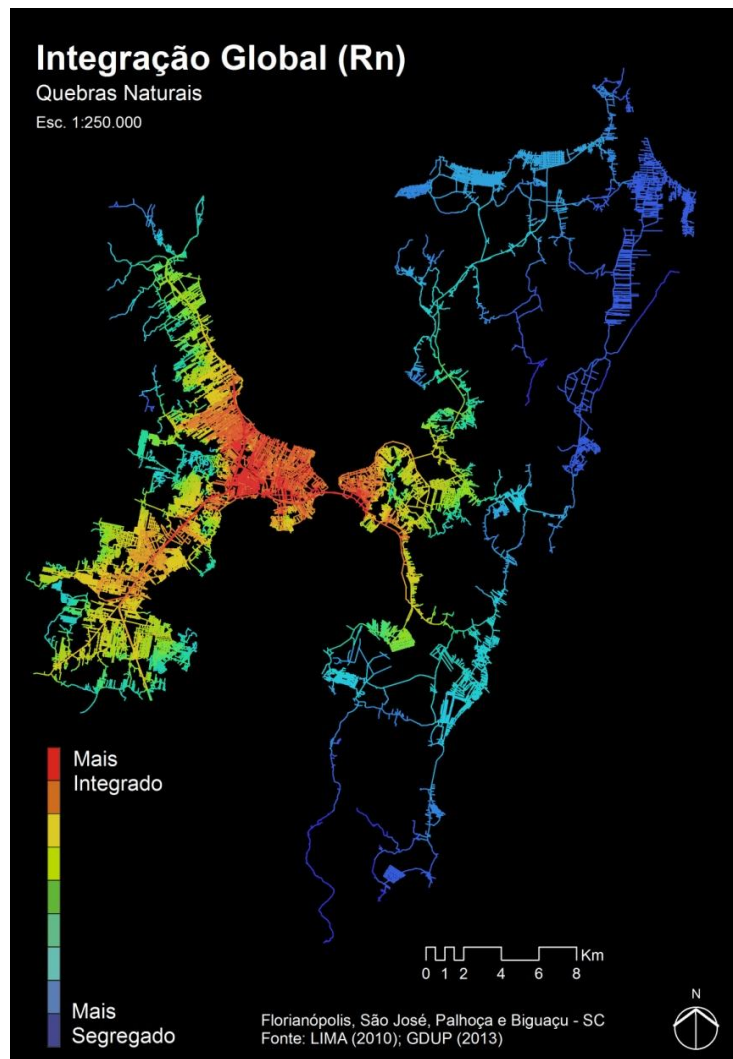 Integração Global (Rn)
Quebras Naturais
Esc. 1:250.000
Mais
Integrado
Mais
Segregado
Km
0 1 2 4 6 8
N
Florianópolis, São José, Palhoça e Biguaçu - SC
Fonte: LIMA (2010); GDUP (2013)